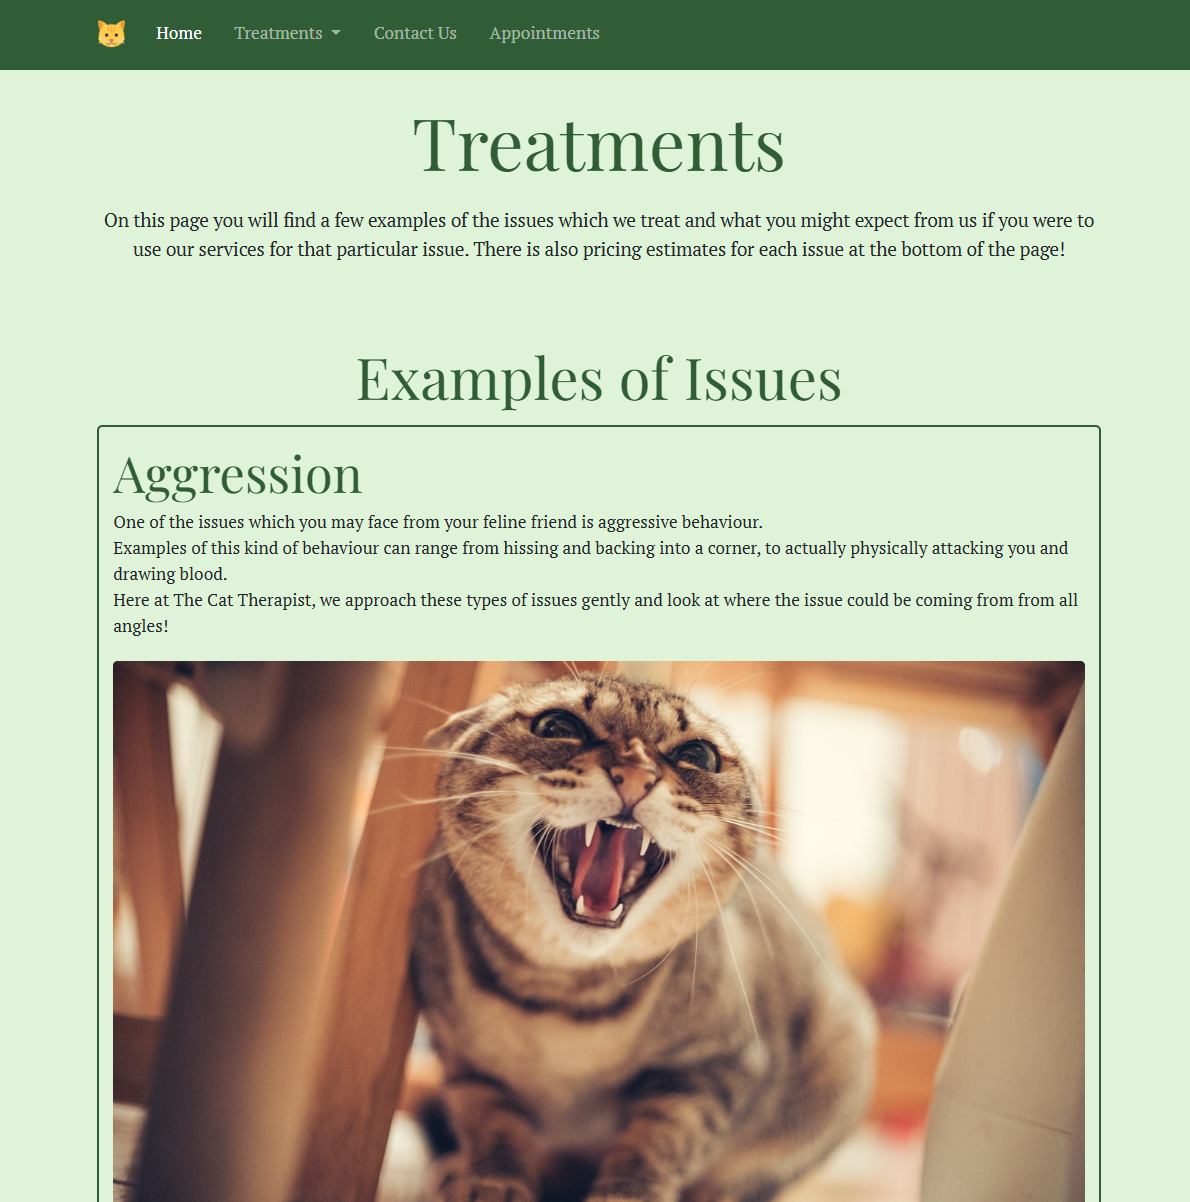 Home Treatments Contact Us Appointments
Treatments
On this page you will find a few examples of the issues which we treat and what you might expect from us if you were to
use our services for that particular issue. There is also pricing estimates for each issue at the bottom of the page!
Examples of Issues
Aggression
One of the issues which you may face from your feline friend is aggressive behaviour.
Examples of this kind of behaviour can range from hissing and backing into a corner, to actually physically attacking you and
drawing blood.
Here at The Cat Therapist, we approach these types of issues gently and look at where the issue could be coming from from all
angles!